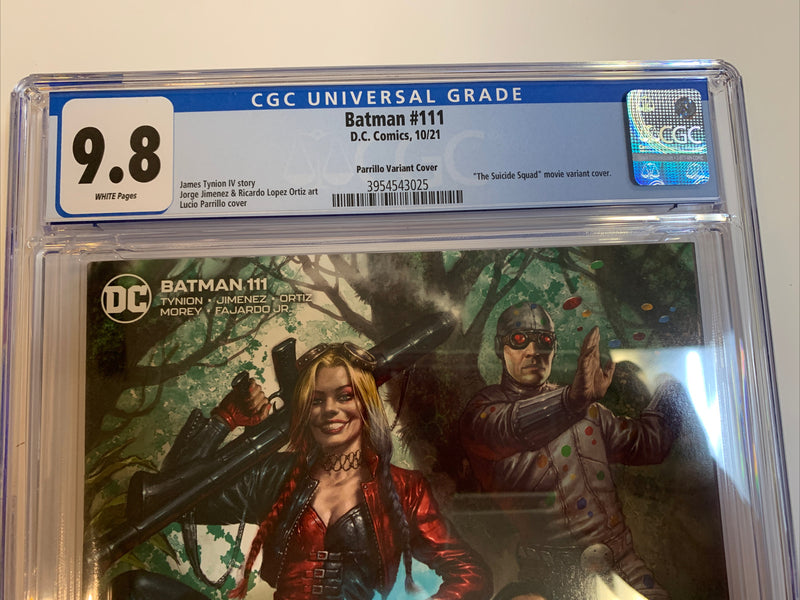 CGC UNIVERSAL GRADE
9.8
WHITE Pages
Batman #111
D.C. Comics, 10/21
Parrillo Variant Cover
James Tynion IV story
Jorge Jimenez & Ricardo Lopez Ortiz art
Lucio Parrillo cover
3954543025
"The Suicide Squad" movie variant cover.
CGC
DC
BATMAN 111
TYNION • JIMENEZ • ORTIZ
MOREY • FAJARDO JR.